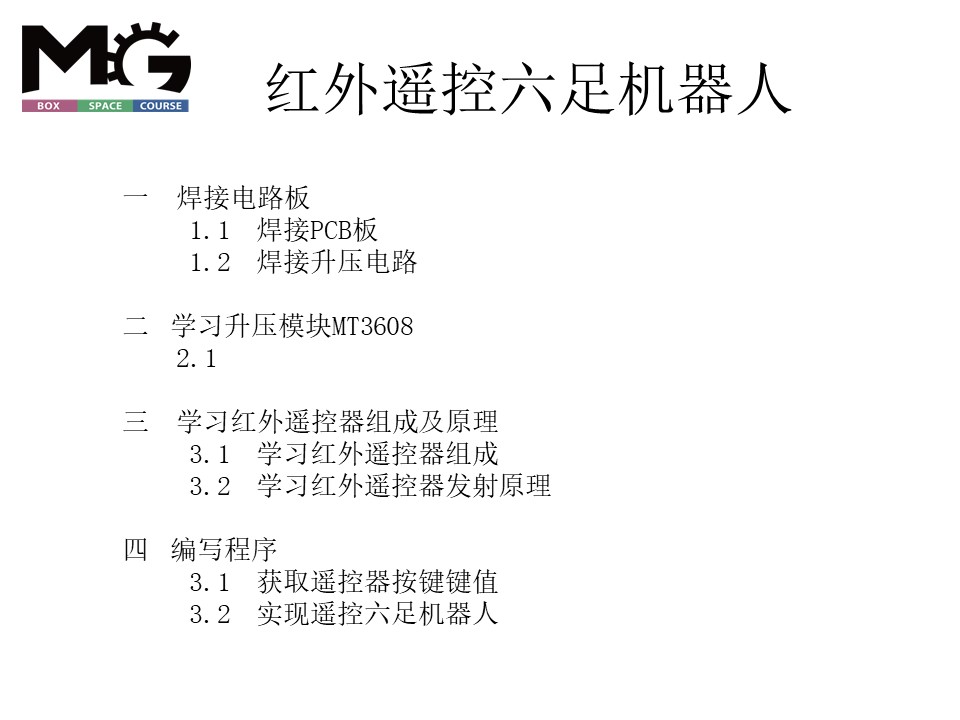 MG
BOX SPACE COURSE
红外遥控六足机器人
一 焊接电路板
1.1 焊接PCB板
1.2 焊接升压电路
二 学习升压模块MT3608
2.1
三 学习红外遥控器组成及原理
3.1 学习红外遥控器组成
3.2 学习红外遥控器发射原理
四 编写程序
3.1 获取遥控器按键键值
3.2 实现遥控六足机器人